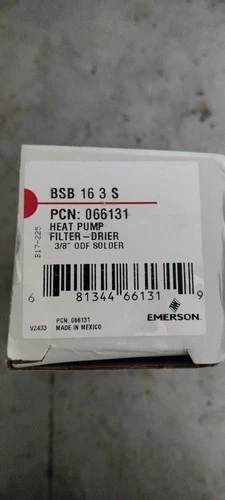 BSB 16 3 S
PCN: 066131
HEAT PUMP
FILTER-DRIER
3/8" ODF SOLDER
B17-225
6 81344 66131 9
EMERSON
PCN: 066131
V2433 MADE IN MEXICO